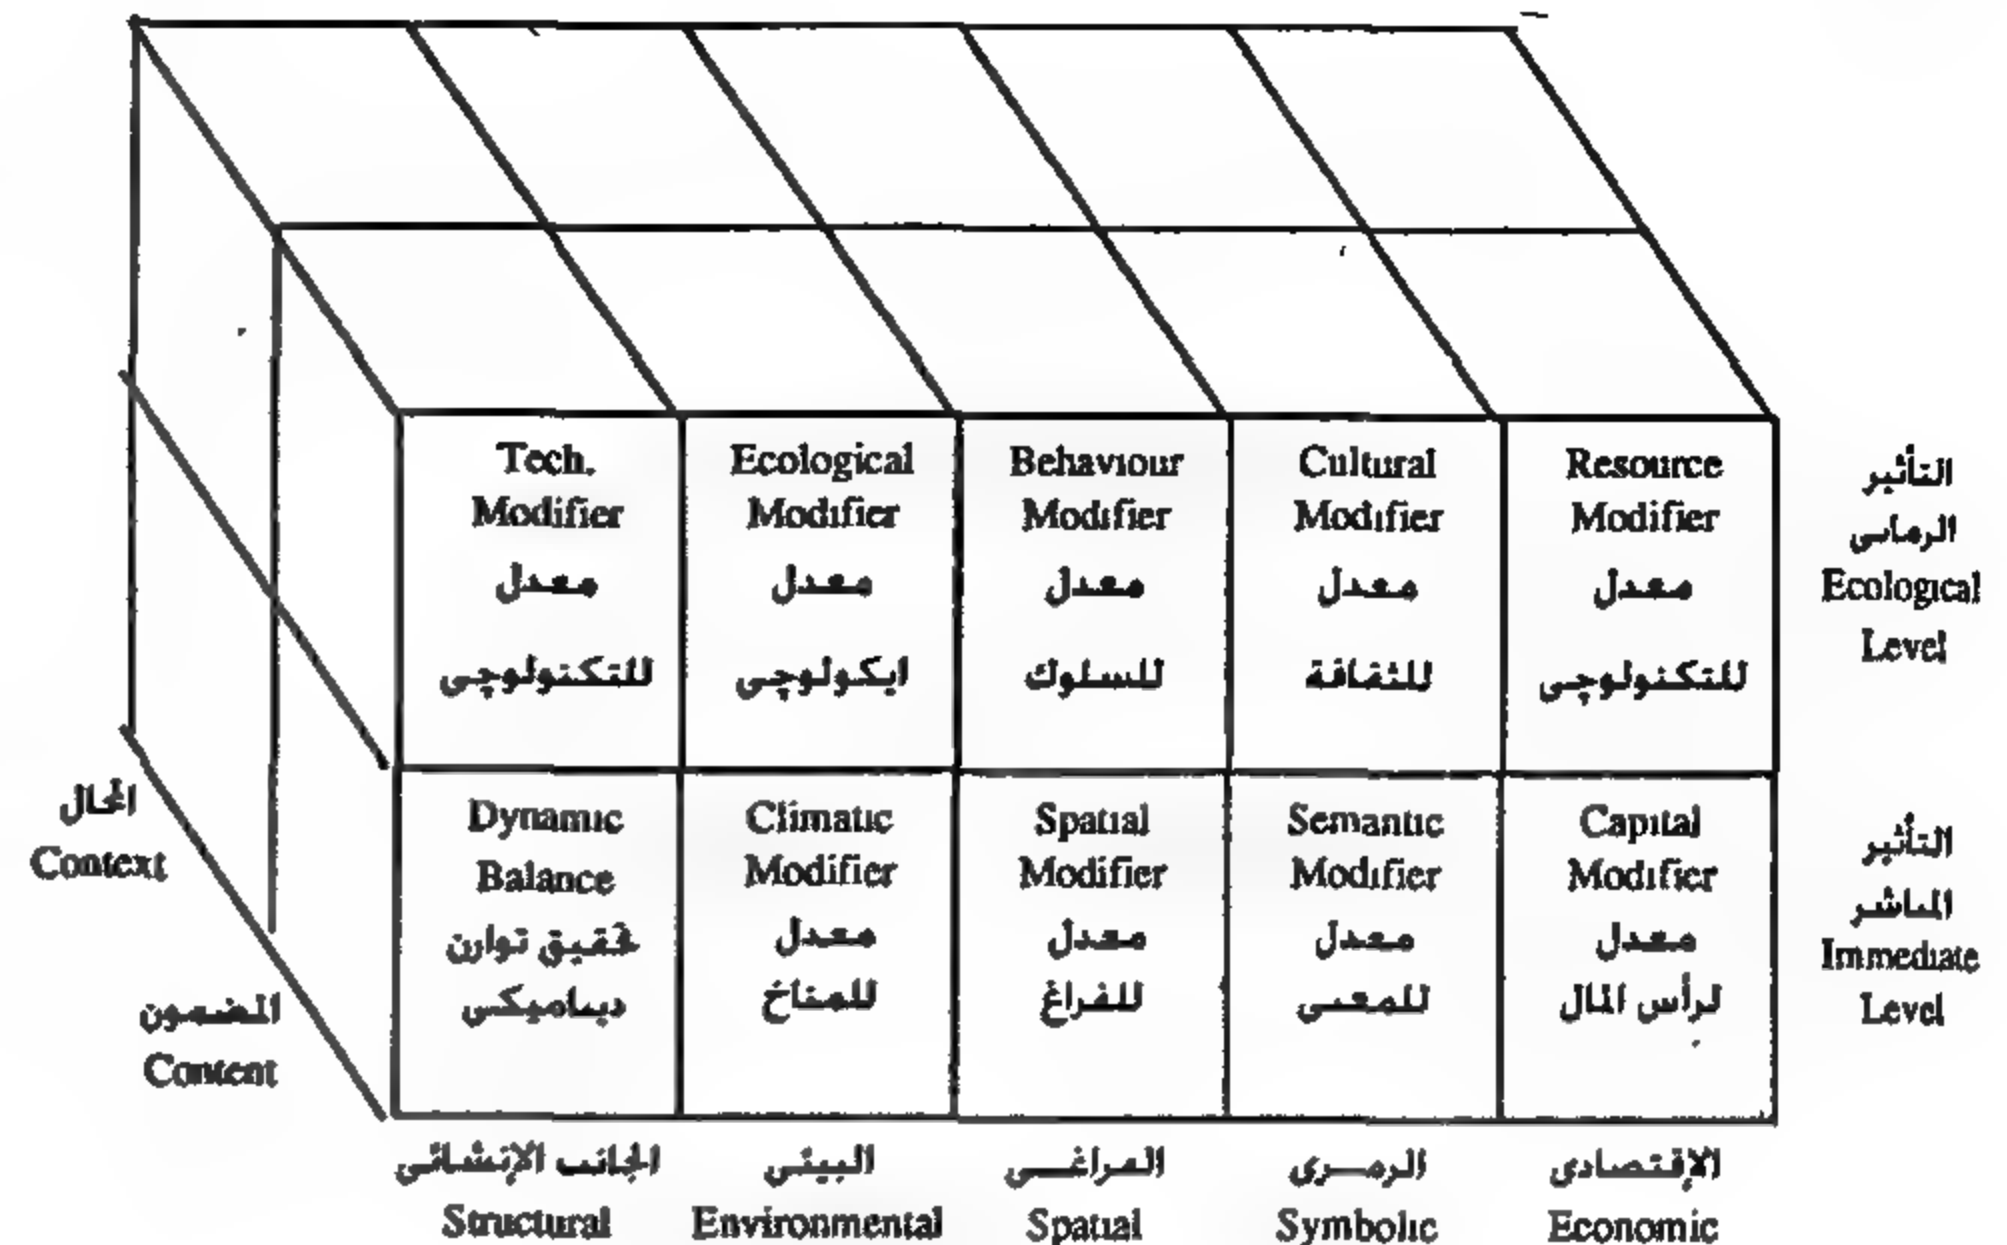 Tech.
Modifier
معدل
للتكنولوچى
Ecological
Modifier
معدل
ايكولوچى
Behaviour
Modifier
معدل
للسلوك
Cultural
Modifier
معدل
للثقافة
Resource
Modifier
معدل
للتكنولوچى
التأثير
الزمانى
Ecological
Level
Dynamic
Balance
تحقيق توازن
ديناميكى
Climatic
Modifier
معدل
للمناخ
Spatial
Modifier
معدل
للفراغ
Semantic
Modifier
معدل
للمعنى
Capital
Modifier
معدل
لرأس المال
التأثير
المباشر
Immediate
Level
المجال
Context
المضمون
Content
الجانب الإنشائى
Structural
البيئى
Environmental
الفراغى
Spatial
الرمزى
Symbolic
الإقتصادى
Economic